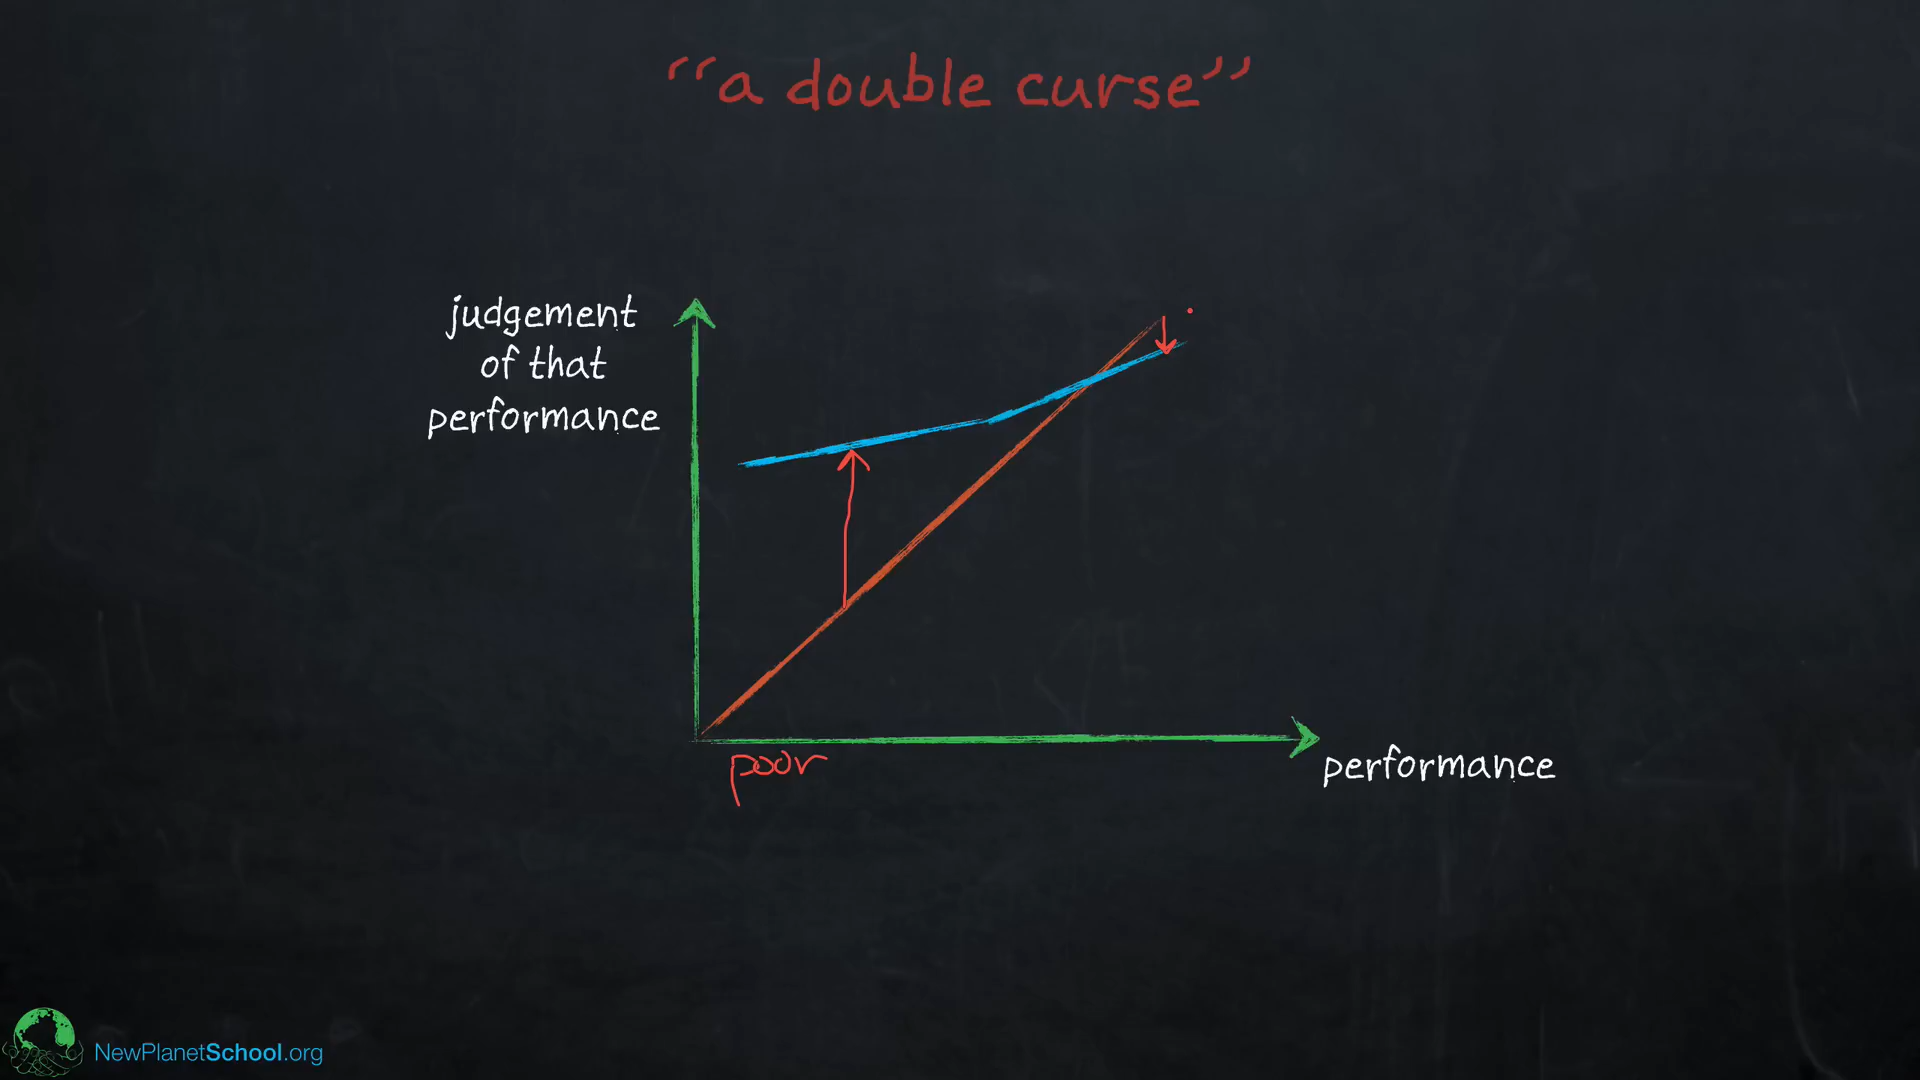 “a double curse”
judgement
of that
performance
poor
performance
NewPlanetSchool.org